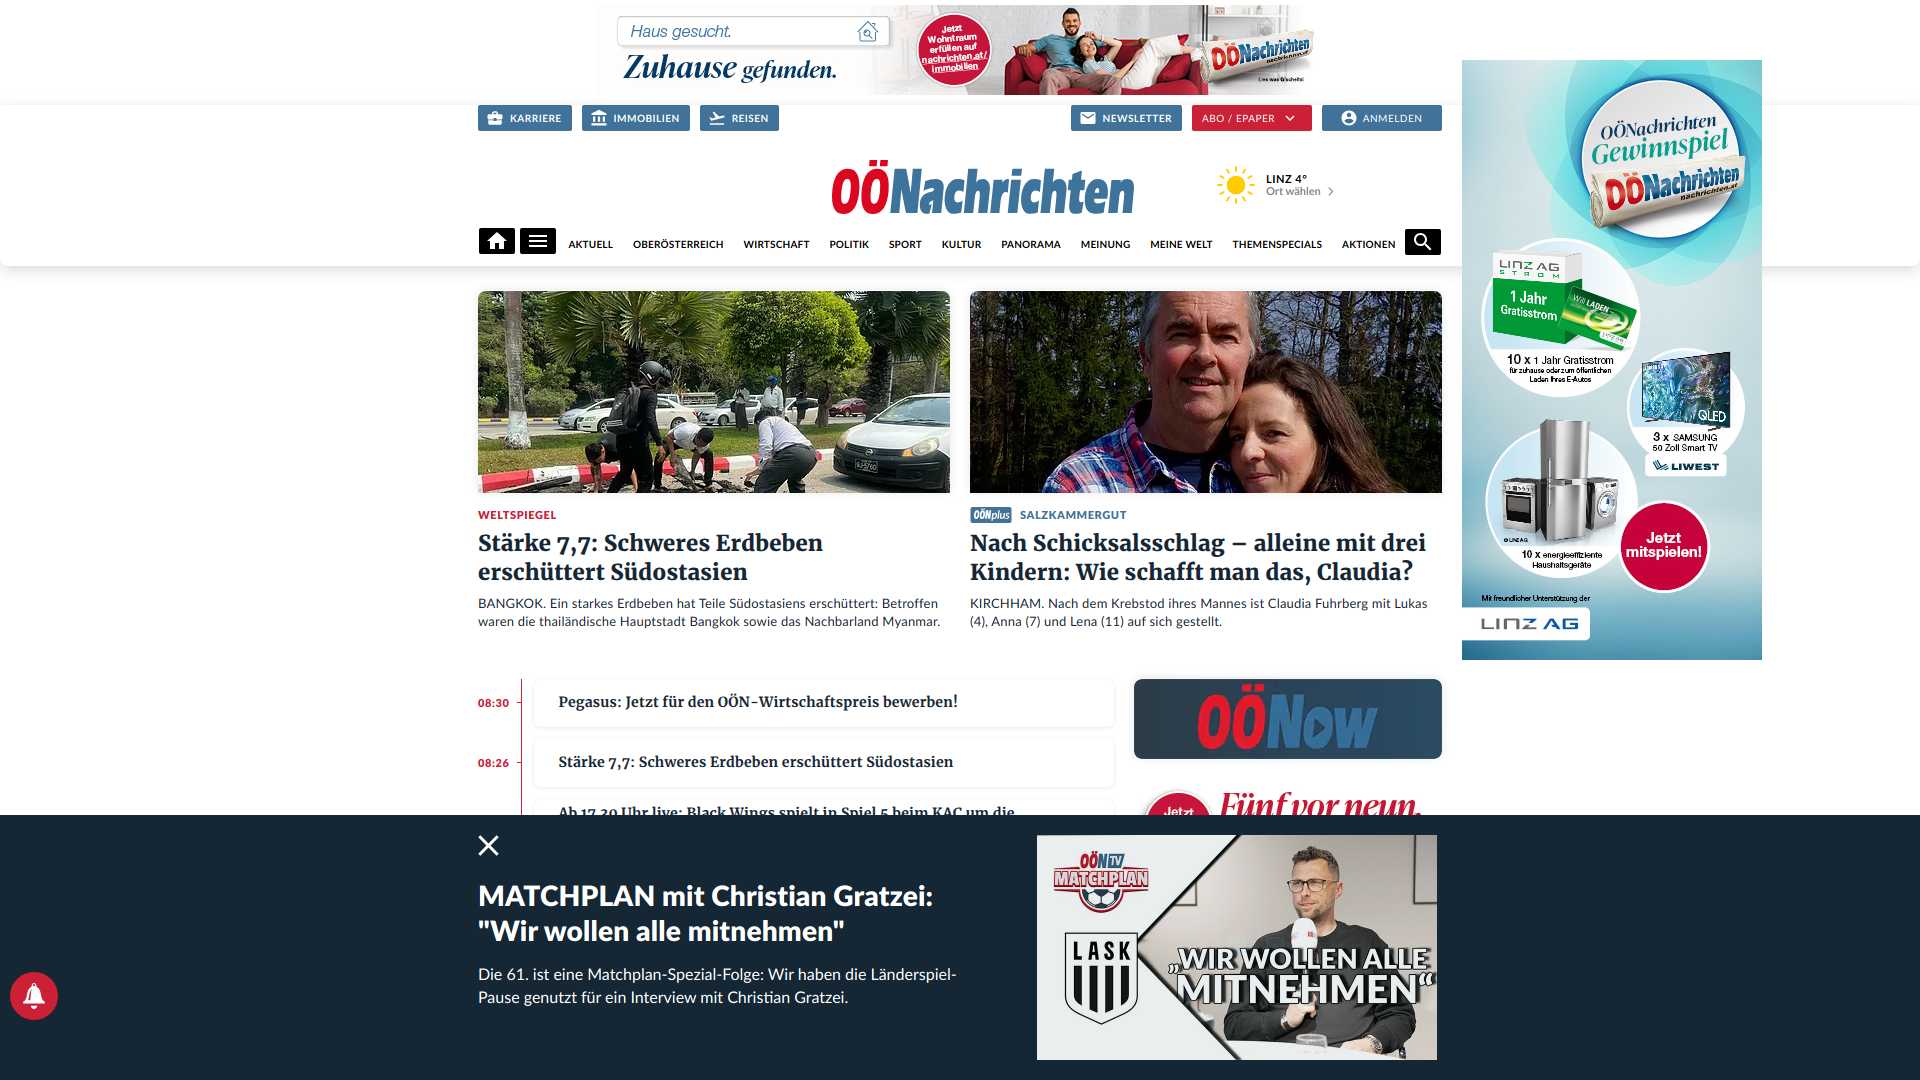 Haus gesucht.
Zuhause gefunden.
Jetzt
Wohntraum
erfüllen auf
nachrichten.at/
immobilien
OÖNachrichten
nachrichten.at
KARRIERE
IMMOBILIEN
REISEN
NEWSLETTER
ABO / EPAPER
ANMELDEN
OÖNachrichten
LINZ 4°
Ort wählen
AKTUELL
OBERÖSTERREICH
WIRTSCHAFT
POLITIK
SPORT
KULTUR
PANORAMA
MEINUNG
MEINE WELT
THEMENSPECIALS
AKTIONEN
OÖNachrichten
Gewinnspiel
OÖNachrichten
nachrichten.at
LINZ AG
STROM
1 Jahr
Gratisstrom
Will LADEN
10 x 1 Jahr Gratisstrom
für zuhause oder zum öffentlichen
Laden Ihres E-Autos
QLED
3 x SAMSUNG
50 Zoll Smart TV
LIWEST
© LINZ AG
10 x energieeffiziente
Haushaltsgeräte
Jetzt
mitspielen!
Mit freundlicher Unterstützung der
LINZ AG
WELTSPIEGEL
Stärke 7,7: Schweres Erdbeben
erschüttert Südostasien
BANGKOK. Ein starkes Erdbeben hat Teile Südostasiens erschüttert: Betroffen
waren die thailändische Hauptstadt Bangkok sowie das Nachbarland Myanmar.
OÖNplus SALZKAMMERGUT
Nach Schicksalsschlag – alleine mit drei
Kindern: Wie schafft man das, Claudia?
KIRCHHAM. Nach dem Krebstod ihres Mannes ist Claudia Fuhrberg mit Lukas
(4), Anna (7) und Lena (11) auf sich gestellt.
08:30 Pegasus: Jetzt für den OÖN-Wirtschaftspreis bewerben!
08:26 Stärke 7,7: Schweres Erdbeben erschüttert Südostasien
Ab 17.30 Uhr live: Black Wings spielt in Spiel 5 beim KAC um die
OÖNow
Jetzt
Fünf vor neun.
MATCHPLAN mit Christian Gratzei:
"Wir wollen alle mitnehmen"
Die 61. ist eine Matchplan-Spezial-Folge: Wir haben die Länderspiel-
Pause genutzt für ein Interview mit Christian Gratzei.
OÖN TV
MATCHPLAN
LASK
„WIR WOLLEN ALLE
MITNEHMEN“